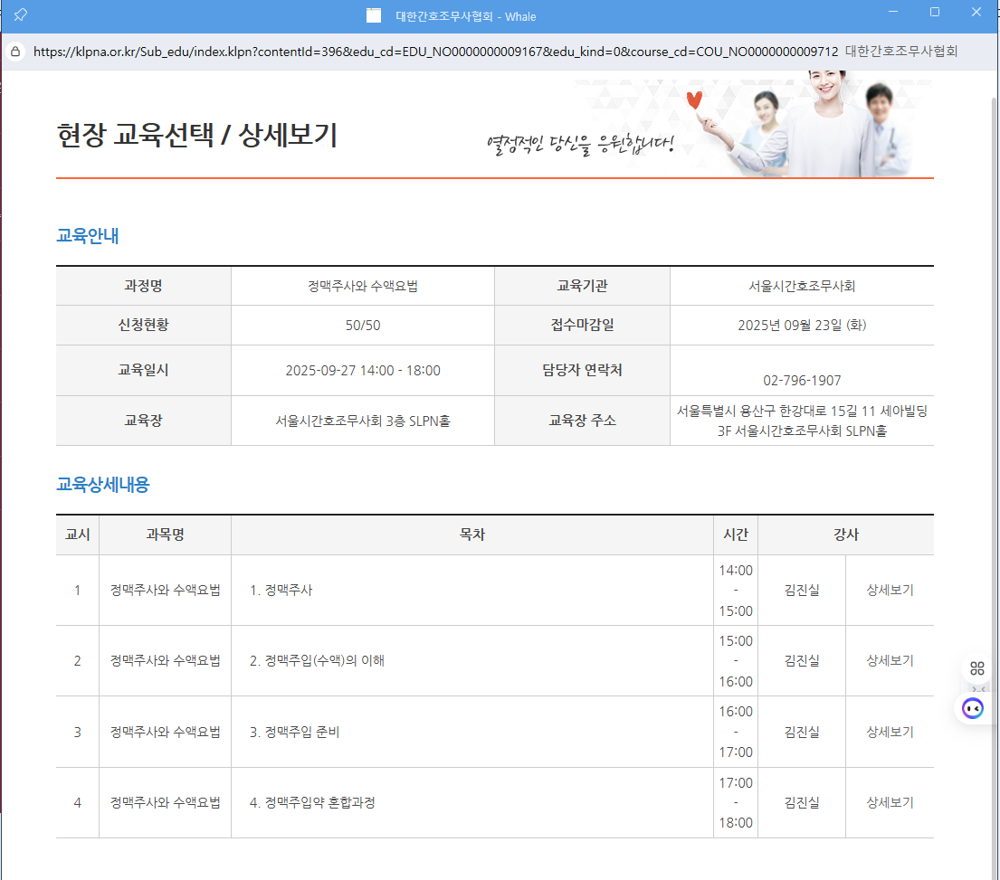 대한간호조무사협회 - Whale
https://klpna.or.kr/Sub_edu/index.klpn?contentId=396&edu_cd=EDU_NO0000000009167&edu_kind=0&course_cd=COU_NO0000000009712 대한간호조무사협회
현장 교육선택 / 상세보기
열정적인 당신을 응원합니다!
교육안내
과정명 정맥주사와 수액요법 교육기관 서울시간호조무사회
신청현황 50/50 접수마감일 2025년 09월 23일 (화)
교육일시 2025-09-27 14:00 - 18:00 담당자 연락처 02-796-1907
교육장 서울시간호조무사회 3층 SLPN홀 교육장 주소 서울특별시 용산구 한강대로 15길 11 세아빌딩
3F 서울시간호조무사회 SLPN홀
교육상세내용
교시 과목명 목차 시간 강사
1 정맥주사와 수액요법 1. 정맥주사 14:00 - 15:00 김진실 상세보기
2 정맥주사와 수액요법 2. 정맥주입(수액)의 이해 15:00 - 16:00 김진실 상세보기
3 정맥주사와 수액요법 3. 정맥주입 준비 16:00 - 17:00 김진실 상세보기
4 정맥주사와 수액요법 4. 정맥주입약 혼합과정 17:00 - 18:00 김진실 상세보기